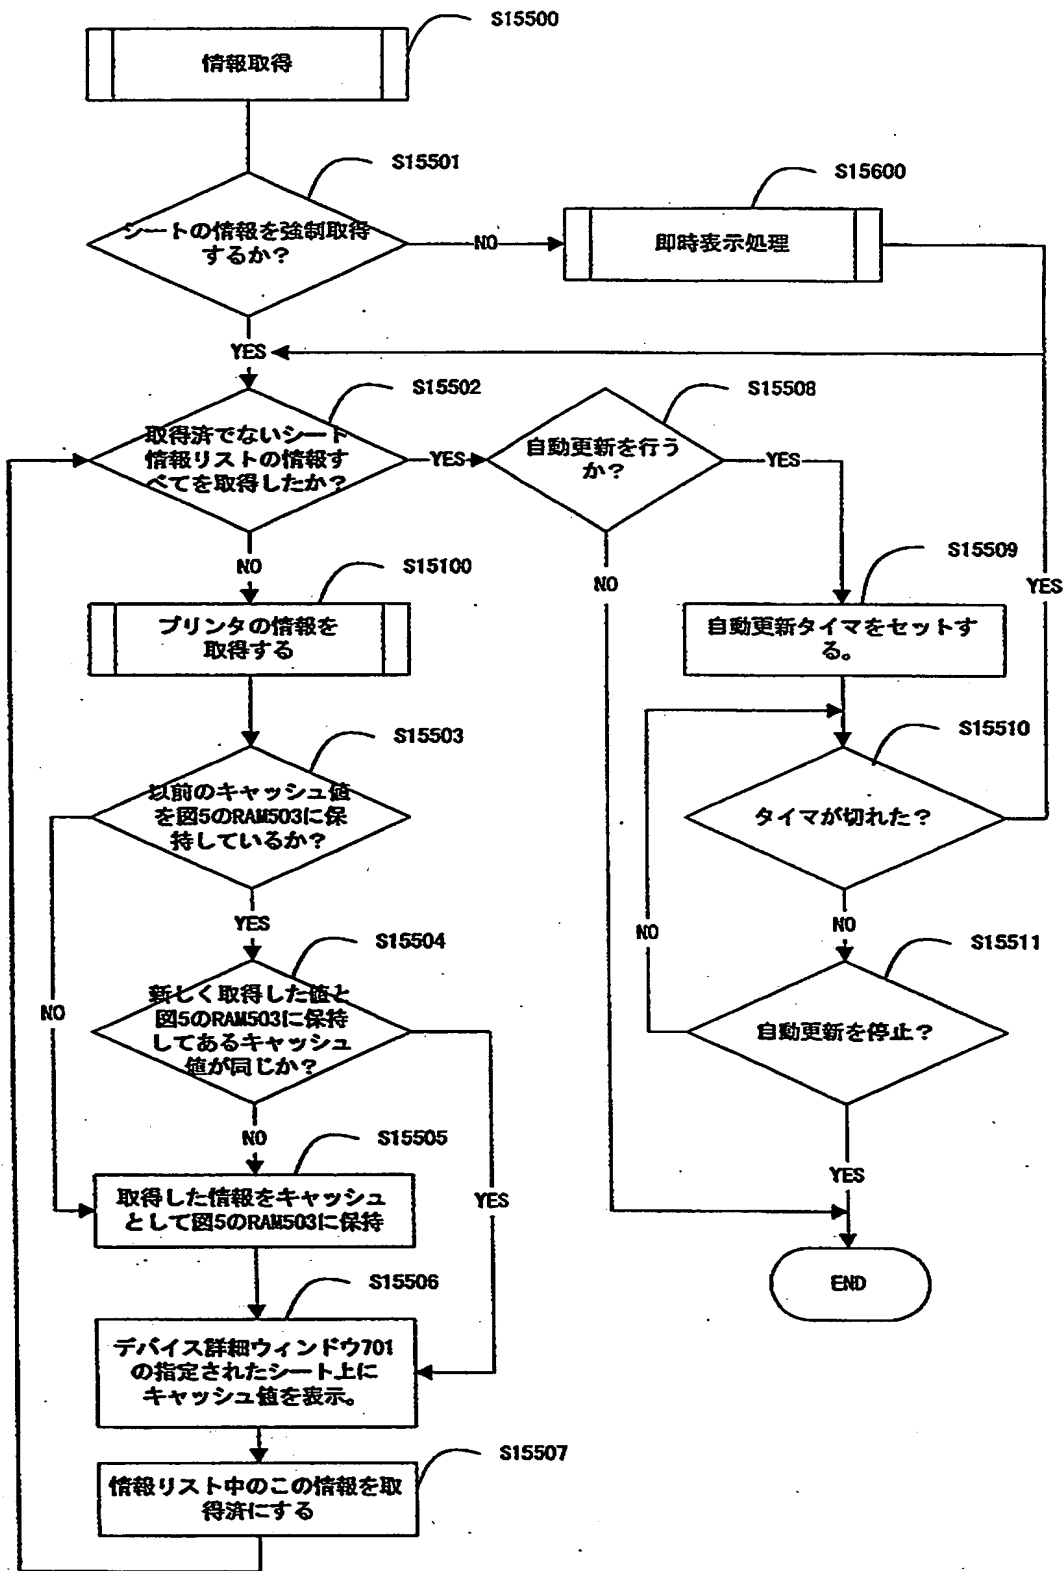 S15500
情報取得
S15501
シートの情報を強制取得
するか？
NO
S15600
即時表示処理
YES
S15502
取得済でないシート
情報リストの情報す
べてを取得したか？
YES
S15508
自動更新を行う
か？
YES
NO
S15100
プリンタの情報を
取得する
NO
S15509
自動更新タイマをセットす
る。
YES
S15503
以前のキャッシュ値
を図5のRAM503に保
持しているか？
S15510
タイマが切れた？
YES
NO
NO
S15504
新しく取得した値と
図5のRAM503に保持
してあるキャッシュ
値が同じか？
NO
S15511
自動更新を停止？
NO
S15505
取得した情報をキャッシュ
として図5のRAM503に保持
YES
YES
S15506
デバイス詳細ウィンドウ701
の指定されたシート上に
キャッシュ値を表示。
END
S15507
情報リスト中のこの情報を取
得済にする